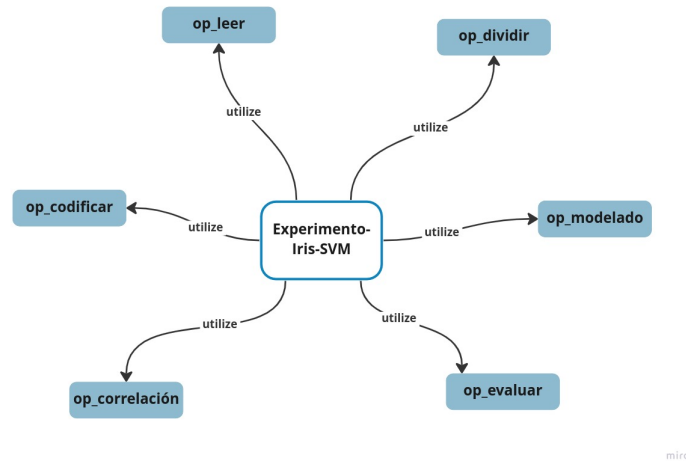 op_leer
op_dividir
utilize
utilize
op_codificar
op_modelado
utilize
utilize
Experimento-
Iris-SVM
utilize
utilize
op_correlación
op_evaluar
miro